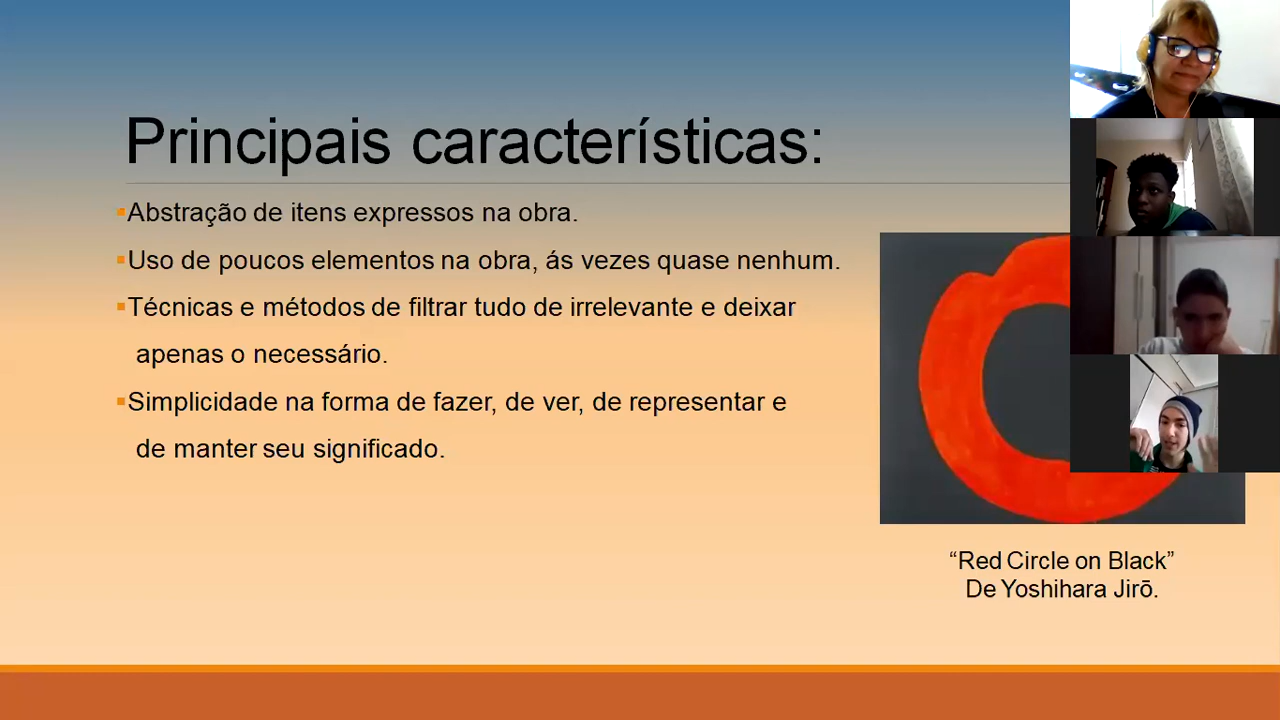 Principais características:
Abstração de itens expressos na obra.
Uso de poucos elementos na obra, ás vezes quase nenhum.
Técnicas e métodos de filtrar tudo de irrelevante e deixar
apenas o necessário.
Simplicidade na forma de fazer, de ver, de representar e
de manter seu significado.
“Red Circle on Black”
De Yoshihara Jirō.